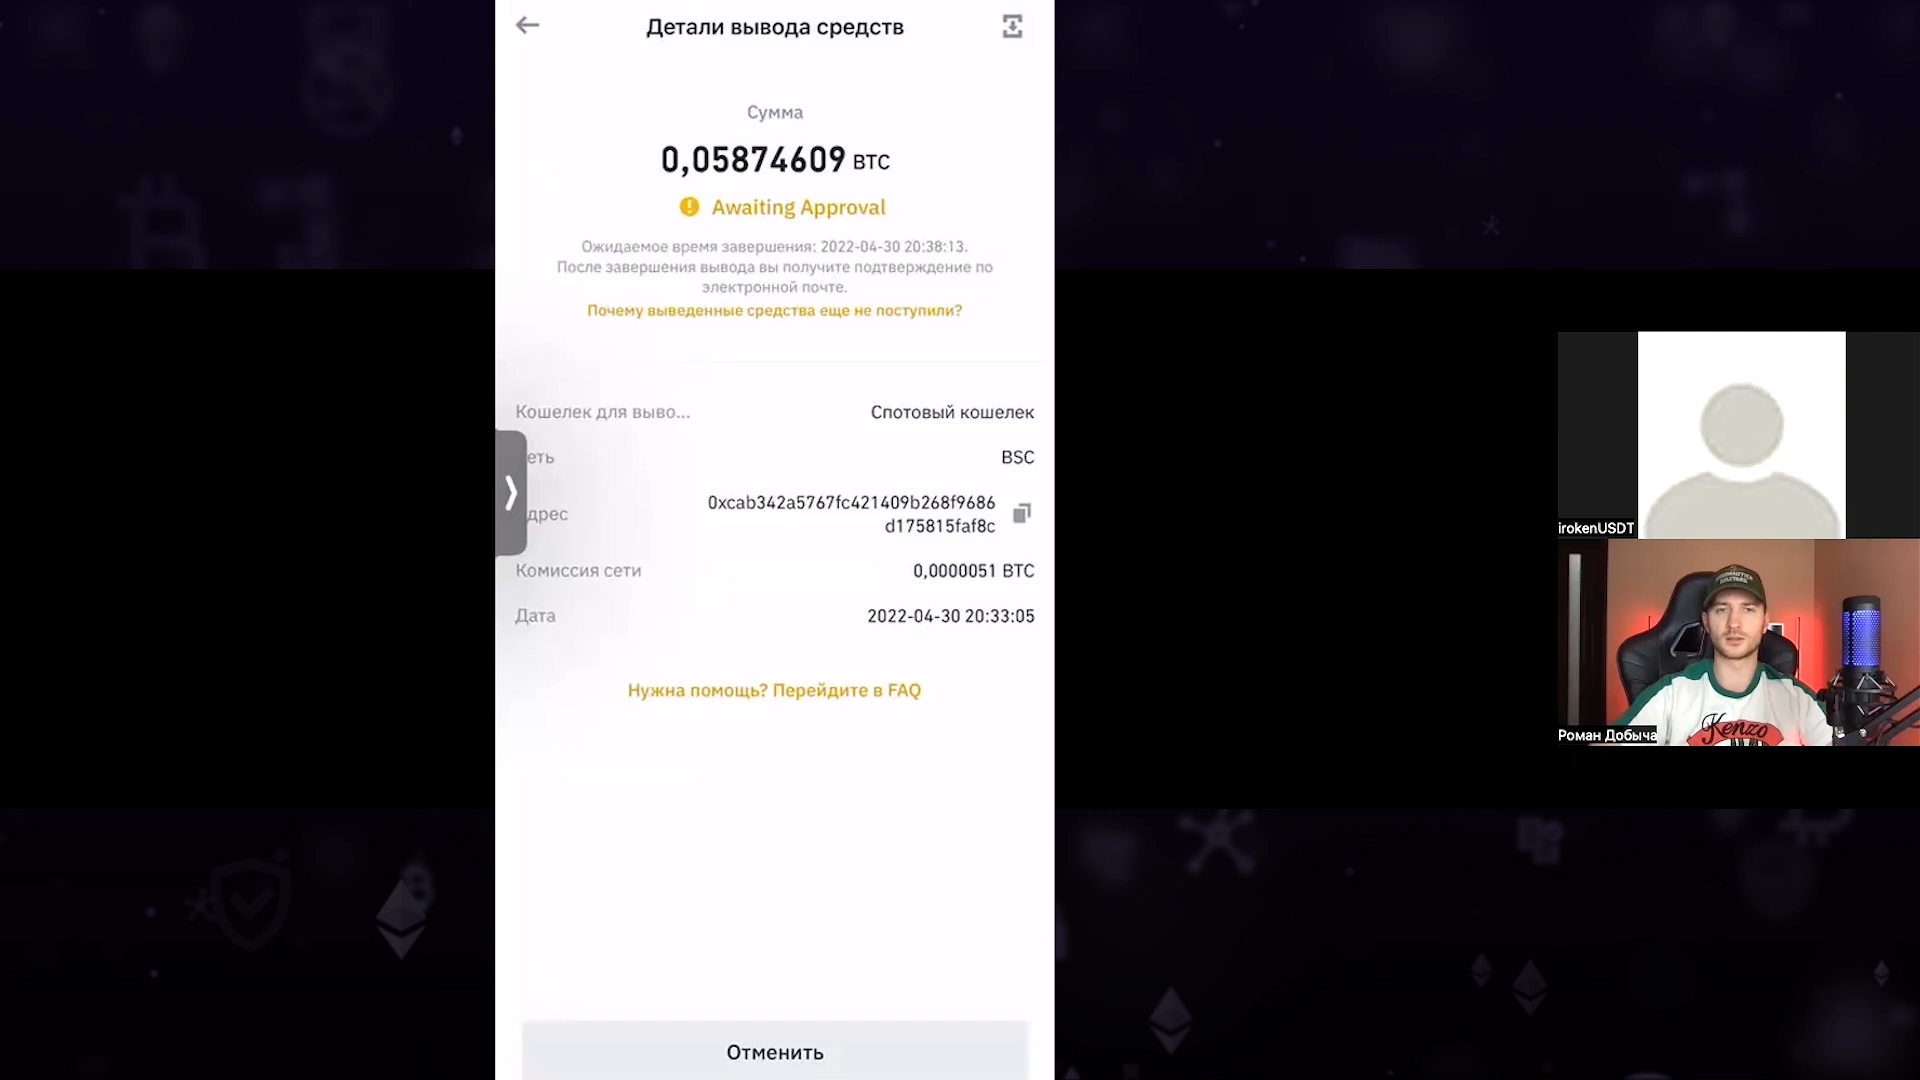 Детали вывода средств
Сумма
0,05874609 BTC
Awaiting Approval
Ожидаемое время завершения: 2022-04-30 20:38:13.
После завершения вывода вы получите подтверждение по
электронной почте.
Почему выведенные средства еще не поступили?
Кошелек для выво... Спотовый кошелек
еть BSC
дрес 0xcab342a5767fc421409b268f9686
d175815faf8c
Комиссия сети 0,0000051 BTC
Дата 2022-04-30 20:33:05
Нужна помощь? Перейдите в FAQ
Отменить
irokenUSDT
Kenzo
Роман Добыча